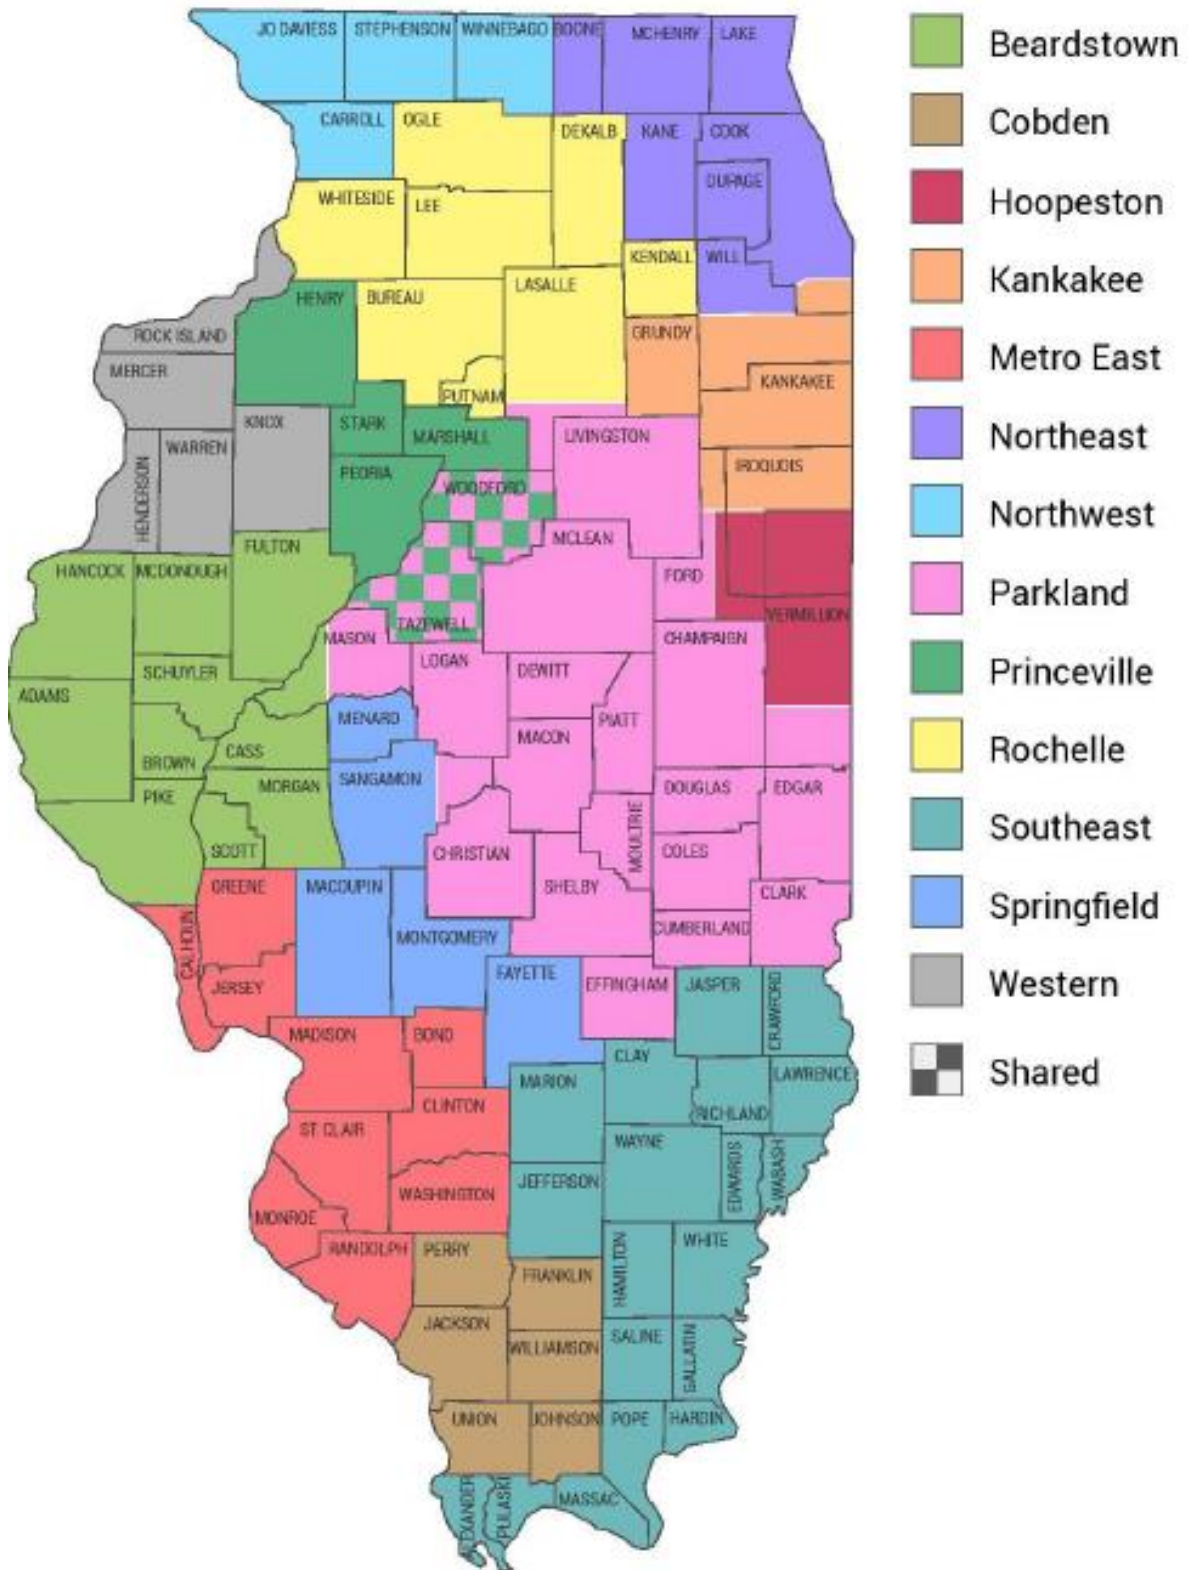 JO DAVIESS STEPHENSON WINNEBAGO BOONE MCHENRY LAKE
CARROLL OGLE DEKALB KANE COOK
DUPAGE
WHITESIDE LEE
KENDALL WILL
HENRY BUREAU LASALLE
ROCK ISLAND GRUNDY
MERCER KANKAKEE
PUTNAM
KNOX STARK MARSHALL LIVINGSTON
WARREN
HENDERSON
PEORIA WOODFORD IROQUOIS
FULTON MCLEAN
HANCOCK MCDONOUGH FORD
TAZEWELL VERMILLION
MASON CHAMPAIGN
SCHUYLER LOGAN DEWITT
ADAMS
MENARD PIATT
MACON
BROWN CASS
PIKE MORGAN SANGAMON DOUGLAS EDGAR
MOULTRIE
SCOTT CHRISTIAN COLES
GREENE MACOUPIN SHELBY CLARK
CALHOUN
MONTGOMERY CUMBERLAND
JERSEY FAYETTE EFFINGHAM JASPER
CRAWFORD
MADISON BOND CLAY
MARION LAWRENCE
CLINTON RICHLAND
ST. CLAIR WAYNE
EDWARDS
WABASH
WASHINGTON JEFFERSON
MONROE
RANDOLPH PERRY WHITE
HAMILTON
FRANKLIN
JACKSON
WILLIAMSON SALINE
GALLATIN
UNION JOHNSON POPE HARDIN
ALEXANDER
PULASKI
MASSAC
Beardstown
Cobden
Hoopeston
Kankakee
Metro East
Northeast
Northwest
Parkland
Princeville
Rochelle
Southeast
Springfield
Western
Shared